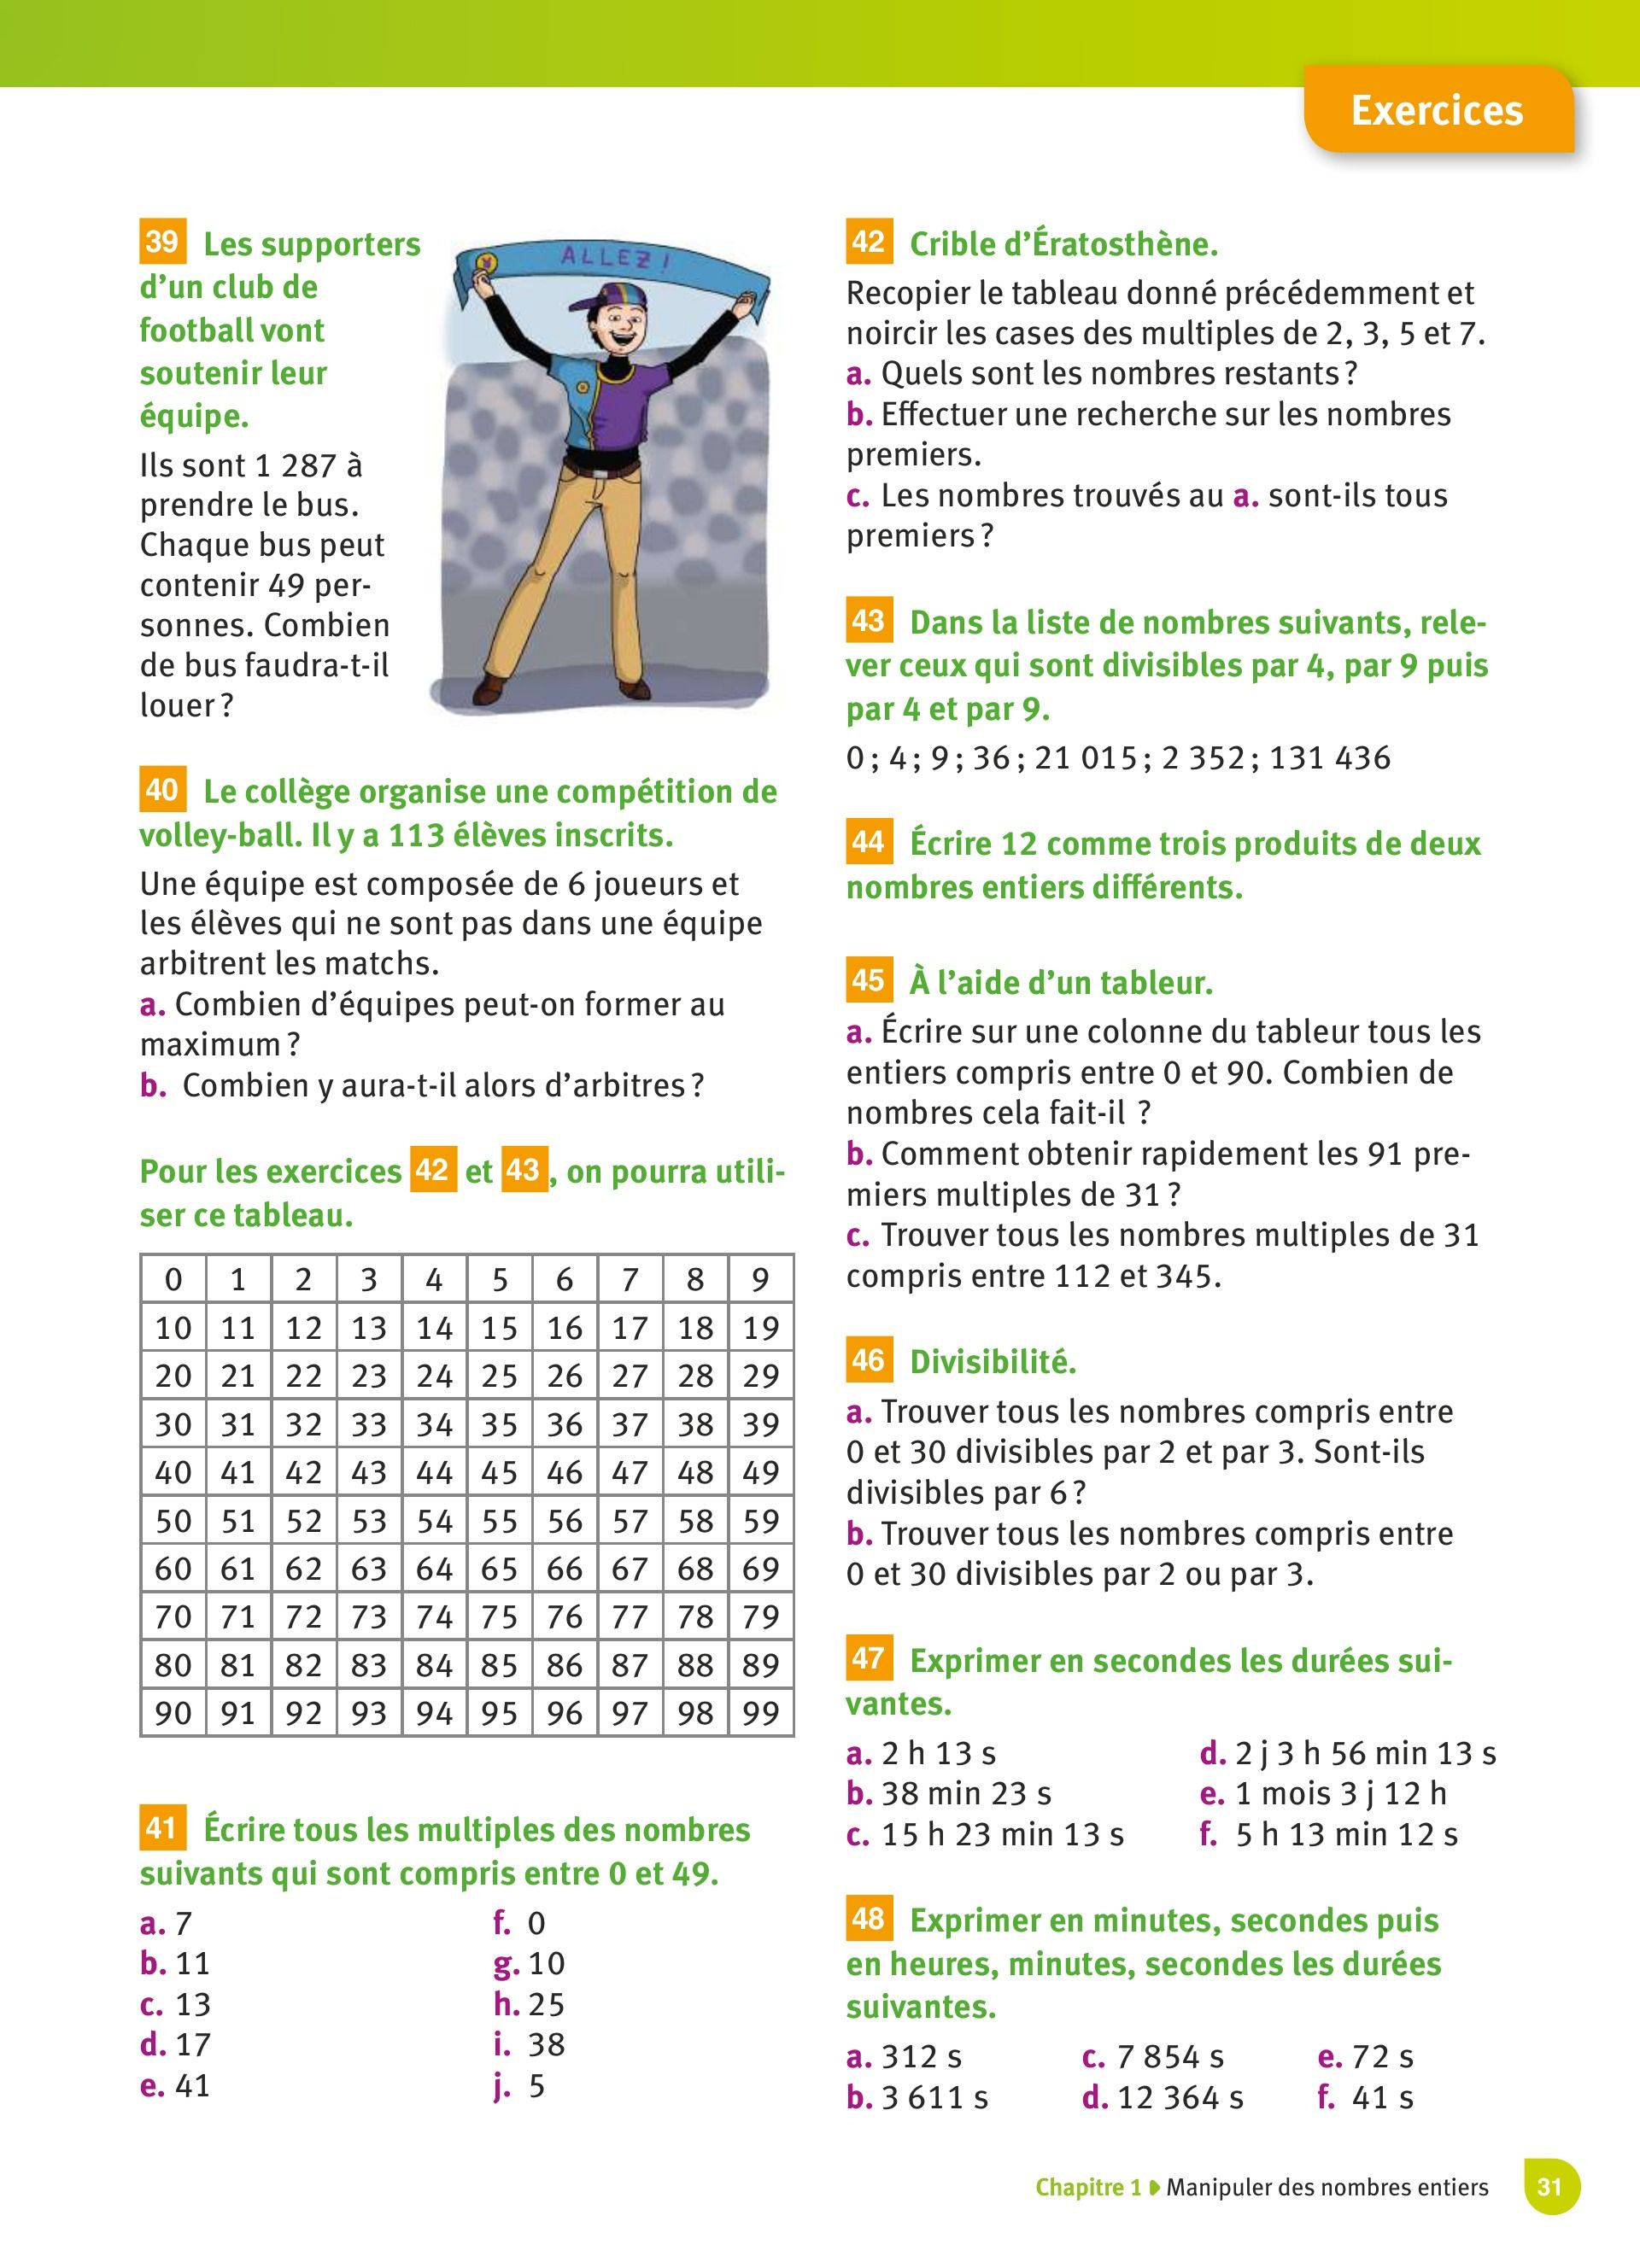 Exercices
39 Les supporters
d'un club de
football vont
soutenir leur
équipe.
Ils sont 1 287 à
prendre le bus.
Chaque bus peut
contenir 49 per-
sonnes. Combien
de bus faudra-t-il
louer ?
ALLEZ !
40 Le collège organise une compétition de
volley-ball. Il y a 113 élèves inscrits.
Une équipe est composée de 6 joueurs et
les élèves qui ne sont pas dans une équipe
arbitrent les matchs.
a. Combien d'équipes peut-on former au
maximum ?
b. Combien y aura-t-il alors d'arbitres ?
Pour les exercices 42 et 43, on pourra utili-
ser ce tableau.
0 1 2 3 4 5 6 7 8 9
10 11 12 13 14 15 16 17 18 19
20 21 22 23 24 25 26 27 28 29
30 31 32 33 34 35 36 37 38 39
40 41 42 43 44 45 46 47 48 49
50 51 52 53 54 55 56 57 58 59
60 61 62 63 64 65 66 67 68 69
70 71 72 73 74 75 76 77 78 79
80 81 82 83 84 85 86 87 88 89
90 91 92 93 94 95 96 97 98 99
41 Écrire tous les multiples des nombres
suivants qui sont compris entre 0 et 49.
a. 7 f. 0
b. 11 g. 10
c. 13 h. 25
d. 17 i. 38
e. 41 j. 5
42 Crible d'Ératosthène.
Recopier le tableau donné précédemment et
noircir les cases des multiples de 2, 3, 5 et 7.
a. Quels sont les nombres restants ?
b. Effectuer une recherche sur les nombres
premiers.
c. Les nombres trouvés au a. sont-ils tous
premiers ?
43 Dans la liste de nombres suivants, rele-
ver ceux qui sont divisibles par 4, par 9 puis
par 4 et par 9.
0 ; 4 ; 9 ; 36 ; 21 015 ; 2 352 ; 131 436
44 Écrire 12 comme trois produits de deux
nombres entiers différents.
45 À l'aide d'un tableur.
a. Écrire sur une colonne du tableur tous les
entiers compris entre 0 et 90. Combien de
nombres cela fait-il ?
b. Comment obtenir rapidement les 91 pre-
miers multiples de 31 ?
c. Trouver tous les nombres multiples de 31
compris entre 112 et 345.
46 Divisibilité.
a. Trouver tous les nombres compris entre
0 et 30 divisibles par 2 et par 3. Sont-ils
divisibles par 6 ?
b. Trouver tous les nombres compris entre
0 et 30 divisibles par 2 ou par 3.
47 Exprimer en secondes les durées sui-
vantes.
a. 2 h 13 s d. 2 j 3 h 56 min 13 s
b. 38 min 23 s e. 1 mois 3 j 12 h
c. 15 h 23 min 13 s f. 5 h 13 min 12 s
48 Exprimer en minutes, secondes puis
en heures, minutes, secondes les durées
suivantes.
a. 312 s c. 7 854 s e. 72 s
b. 3 611 s d. 12 364 s f. 41 s
Chapitre 1 Manipuler des nombres entiers 31